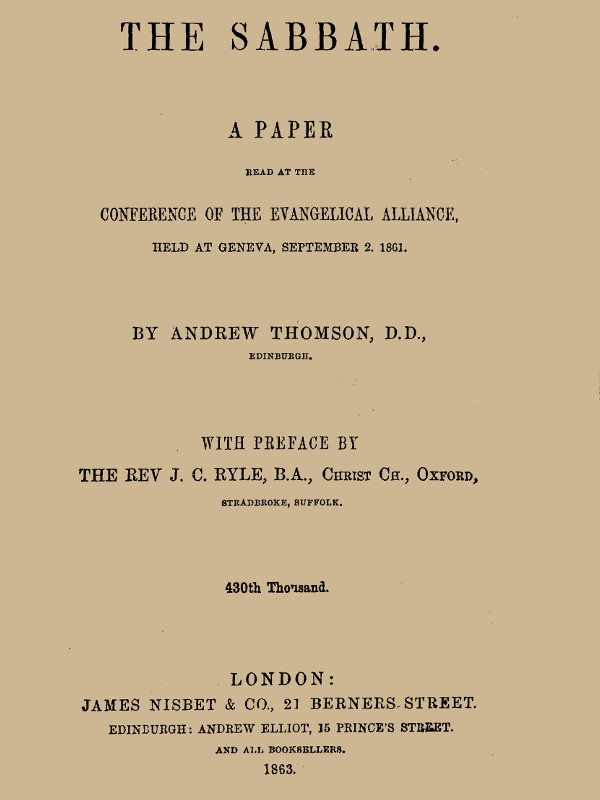 THE SABBATH.
A PAPER
READ AT THE
CONFERENCE OF THE EVANGELICAL ALLIANCE,
HELD AT GENEVA, SEPTEMBER 2. 1861.
BY ANDREW THOMSON, D.D.,
EDINBURGH.
WITH PREFACE BY
THE REV J. C. RYLE, B.A., CHRIST CH., OXFORD,
STRADBROKE, SUFFOLK.
430th Thousand.
LONDON:
JAMES NISBET & CO., 21 BERNERS STREET.
EDINBURGH: ANDREW ELLIOT, 15 PRINCE'S STREET.
AND ALL BOOKSELLERS.
1863.